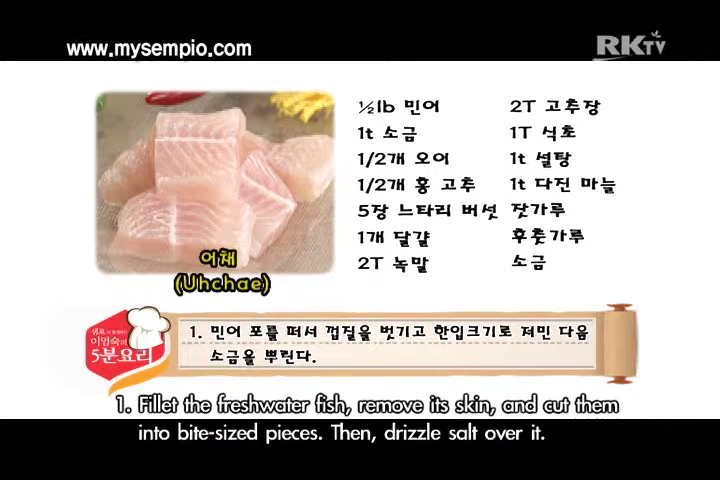 www.mysempio.com
RKTV
½lb 민어
1t 소금
1/2개 오이
1/2개 홍 고추
5장 느타리 버섯
1개 달걀
2T 녹말
2T 고추장
1T 식초
1t 설탕
1t 다진 마늘
잣가루
후춧가루
소금
어채
(Uhchae)
이명숙의
5분요리
1. 민어 포를 떠서 껍질을 벗기고 한입크기로 저민 다음
소금을 뿌린다.
1. Fillet the freshwater fish, remove its skin, and cut them
into bite-sized pieces. Then, drizzle salt over it.